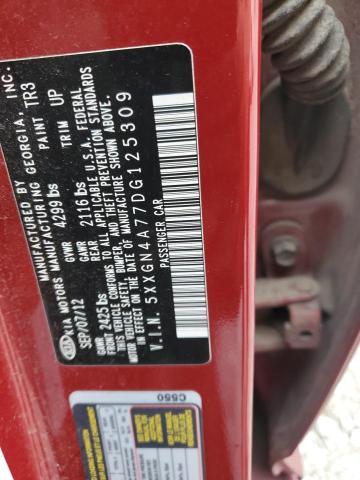 MANUFACTURED BY
KIA MOTORS MANUFACTURING GEORGIA, INC.
SEP/07/12 GVWR 4299 lbs PAINT TR3
TRIM UP
GAWR FRONT 2425 lbs GAWR REAR 2116 lbs
THIS VEHICLE CONFORMS TO ALL APPLICABLE U.S.A. FEDERAL
MOTOR VEHICLE SAFETY, BUMPER, AND THEFT PREVENTION STANDARDS
IN EFFECT ON THE DATE OF MANUFACTURE SHOWN ABOVE.
V.I.N. 5XXGN4A77DG125309
PASSENGER CAR
C550